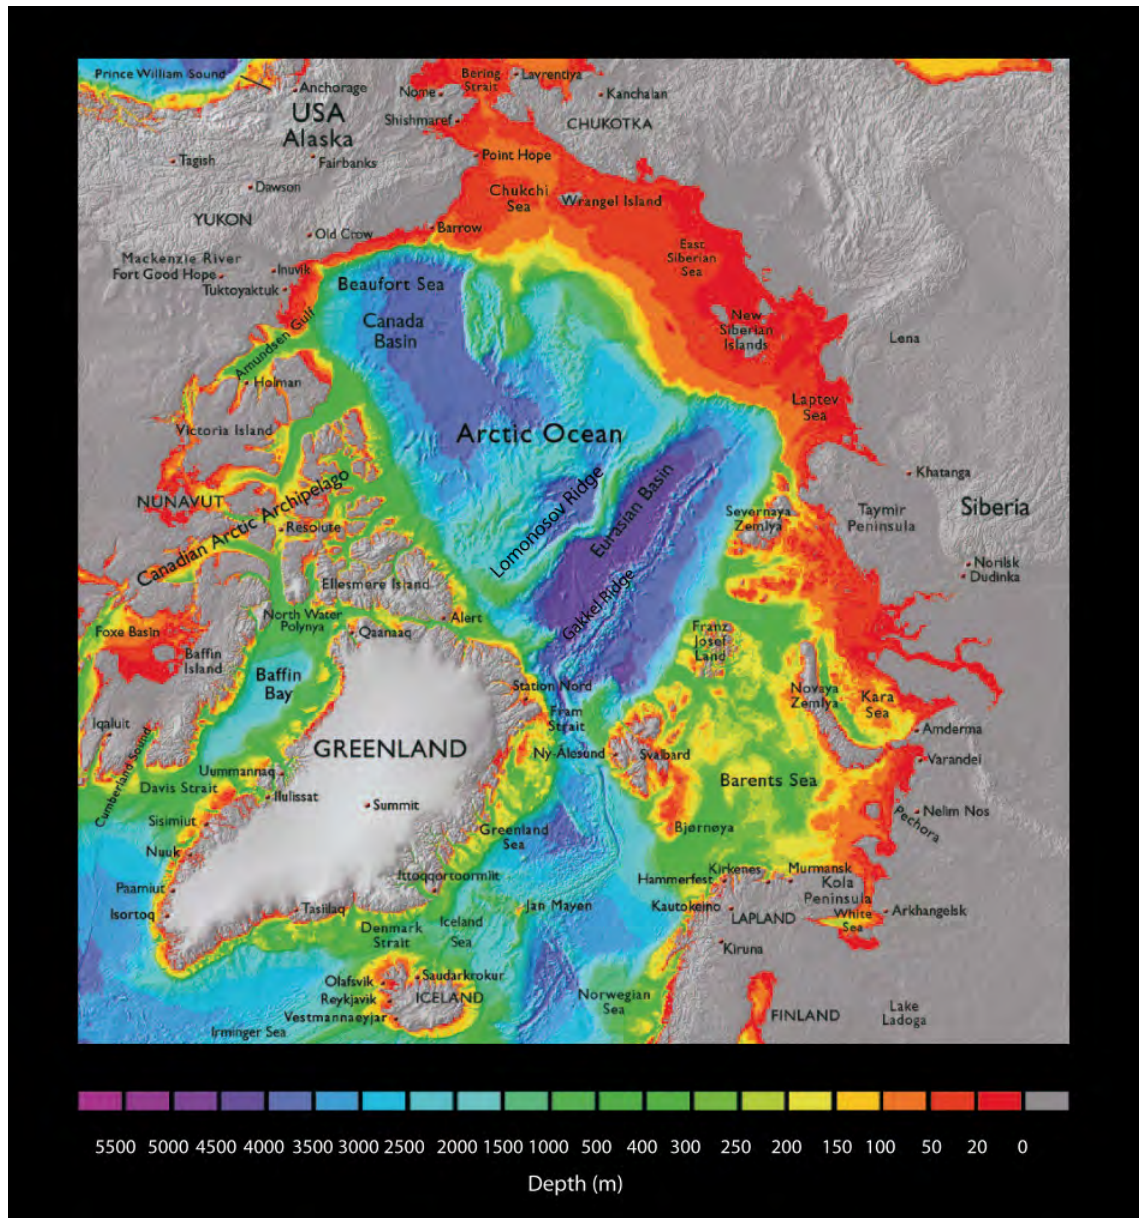 Prince William Sound
Anchorage
USA
Alaska
Nome
Bering
Strait
Lavrentiya
Kanchalan
Shishmaref
CHUKOTKA
Tagish
Fairbanks
Point Hope
Dawson
Chukchi
Sea
Wrangel Island
YUKON
Old Crow
Barrow
East
Siberian
Sea
Mackenzie River
Fort Good Hope
Inuvik
Tuktoyaktuk
Beaufort Sea
Canada
Basin
New
Siberian
Islands
Amundsen Gulf
Lena
Holman
Laptev
Sea
Victoria Island
Arctic Ocean
Khatanga
NUNAVUT
Canadian Arctic Archipelago
Resolute
Lomonosov Ridge
Eurasian Basin
Severnaya
Zemlya
Taymir
Peninsula
Siberia
Norilsk
Dudinka
Ellesmere Island
Gakkel Ridge
North Water
Polynya
Alert
Qaanaaq
Foxe Basin
Baffin
Island
Franz
Josef
Land
Baffin
Bay
Station Nord
Fram
Strait
Novaya
Zemlya
Kara
Sea
Iqaluit
Amderma
GREENLAND
Ny-Ålesund
Svalbard
Varandei
Cumberland Sound
Uummannaq
Davis Strait
Ilulissat
Summit
Barents Sea
Sisimiut
Greenland
Sea
Bjørnøya
Pechora
Nelim Nos
Nuuk
Ittoqqortoormiit
Kirkenes
Murmansk
Hammerfest
Kola
Peninsula
Paamiut
Isortoq
Tasiilaq
Jan Mayen
Kautokeino
LAPLAND
White
Sea
Arkhangelsk
Denmark
Strait
Iceland
Sea
Kiruna
Olafsvik
Saudarkrokur
Reykjavik
ICELAND
Norwegian
Sea
Vestmannaeyjar
Irminger Sea
FINLAND
Lake
Ladoga
5500 5000 4500 4000 3500 3000 2500 2000 1500 1000 500 400 300 250 200 150 100 50 20 0
Depth (m)